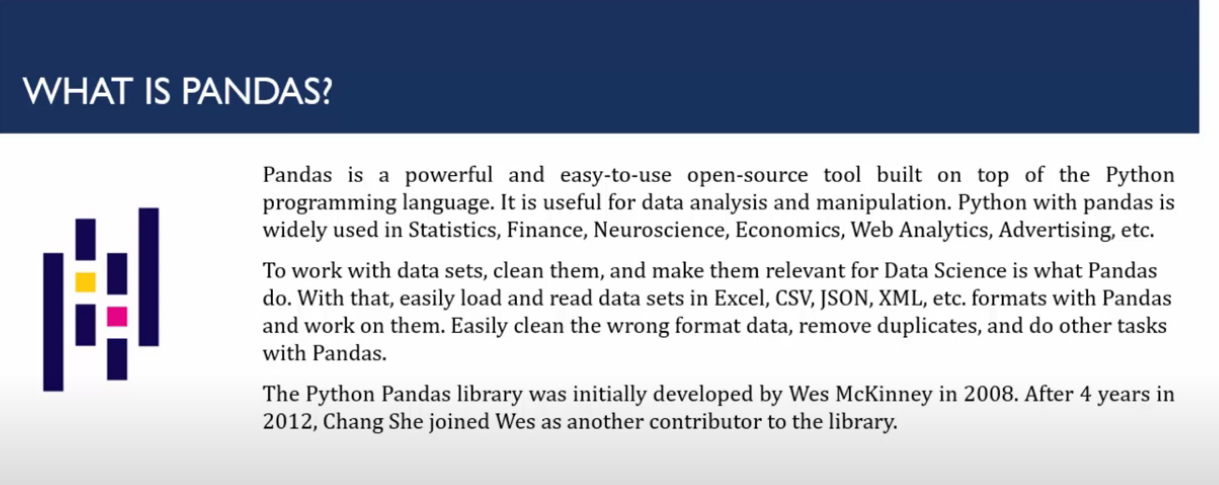 WHAT IS PANDAS?
Pandas is a powerful and easy-to-use open-source tool built on top of the Python
programming language. It is useful for data analysis and manipulation. Python with pandas is
widely used in Statistics, Finance, Neuroscience, Economics, Web Analytics, Advertising, etc.
To work with data sets, clean them, and make them relevant for Data Science is what Pandas
do. With that, easily load and read data sets in Excel, CSV, JSON, XML, etc. formats with Pandas
and work on them. Easily clean the wrong format data, remove duplicates, and do other tasks
with Pandas.
The Python Pandas library was initially developed by Wes McKinney in 2008. After 4 years in
2012, Chang She joined Wes as another contributor to the library.